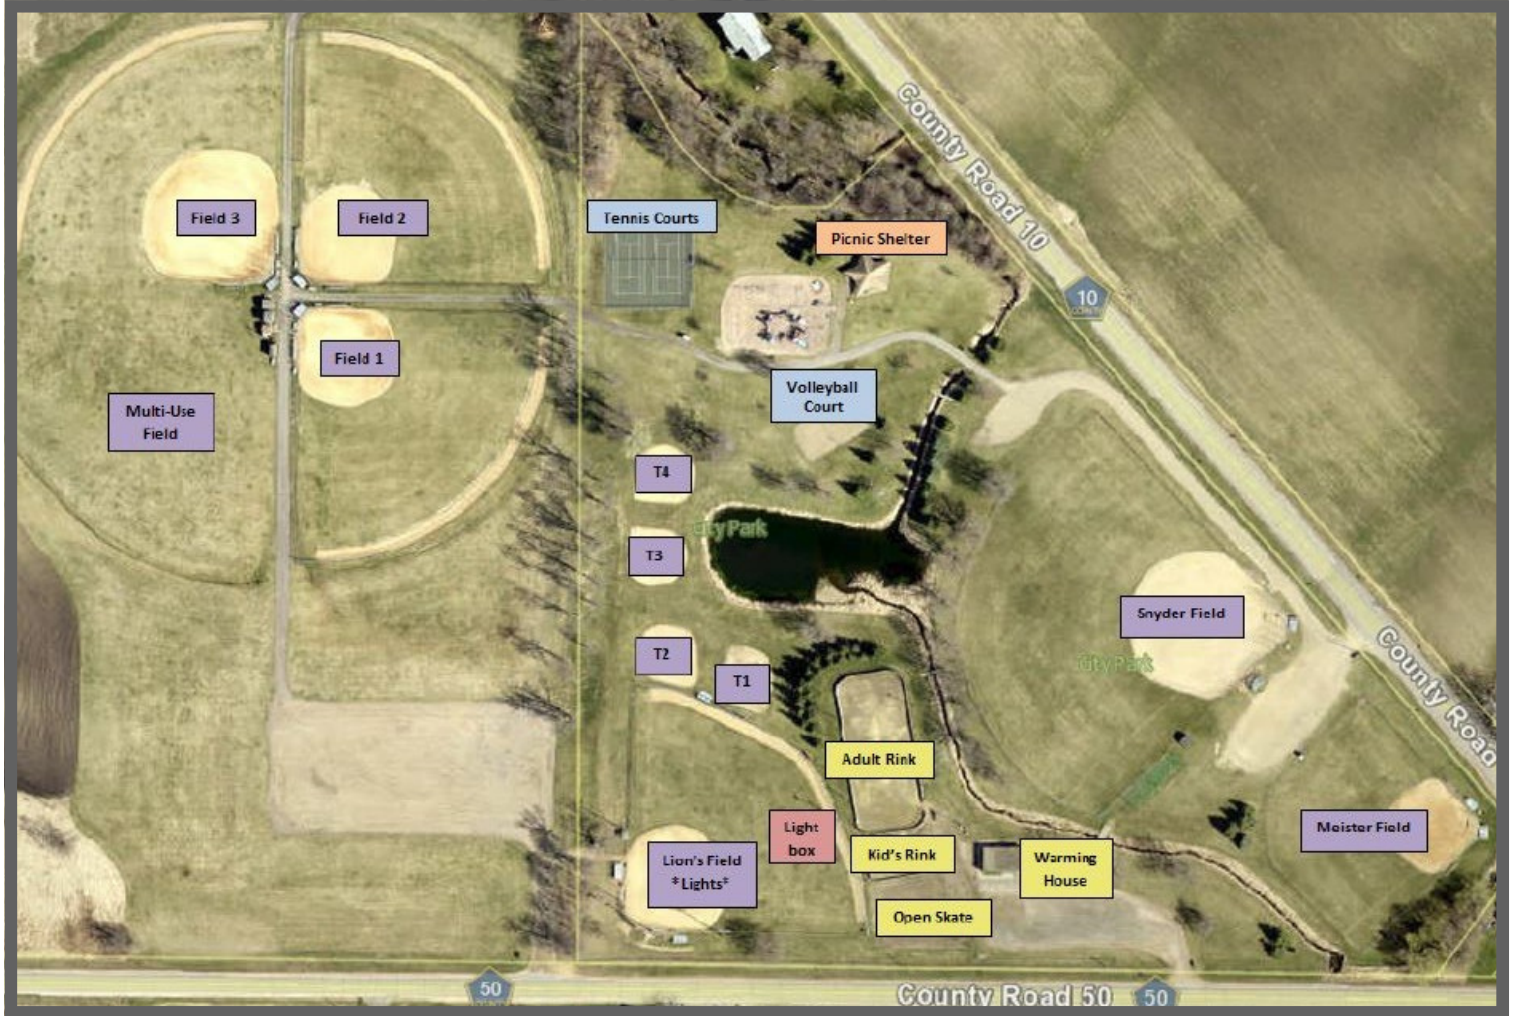 County Road 10
Field 3
Field 2
Tennis Courts
Picnic Shelter
10
COUNTY
Field 1
Volleyball
Court
Multi-Use
Field
T4
City Park
T3
Snyder Field
T2
City Park
T1
County Road
Adult Rink
Light
box
Meister Field
Kid's Rink
Warming
House
Lion's Field
*Lights*
Open Skate
50
County Road 50
50